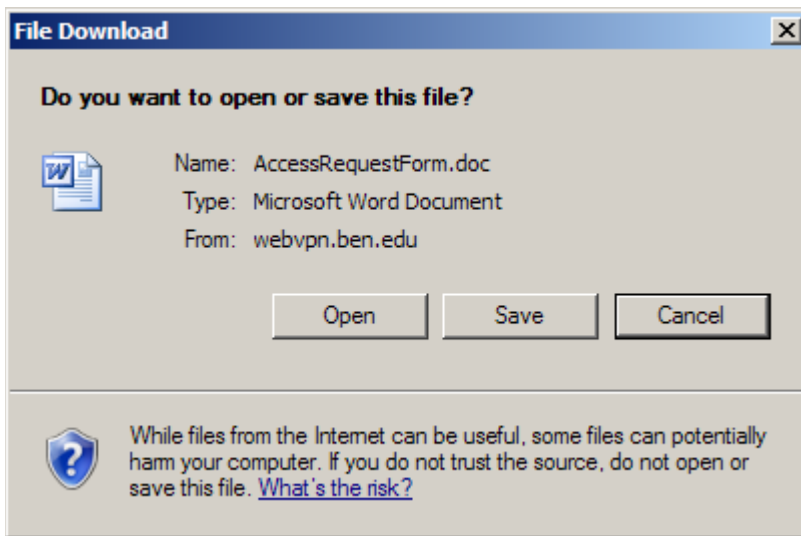 File Download
Do you want to open or save this file?
Name: AccessRequestForm.doc
Type: Microsoft Word Document
From: webvpn.ben.edu
Open Save Cancel
While files from the Internet can be useful, some files can potentially
harm your computer. If you do not trust the source, do not open or
save this file. What's the risk?